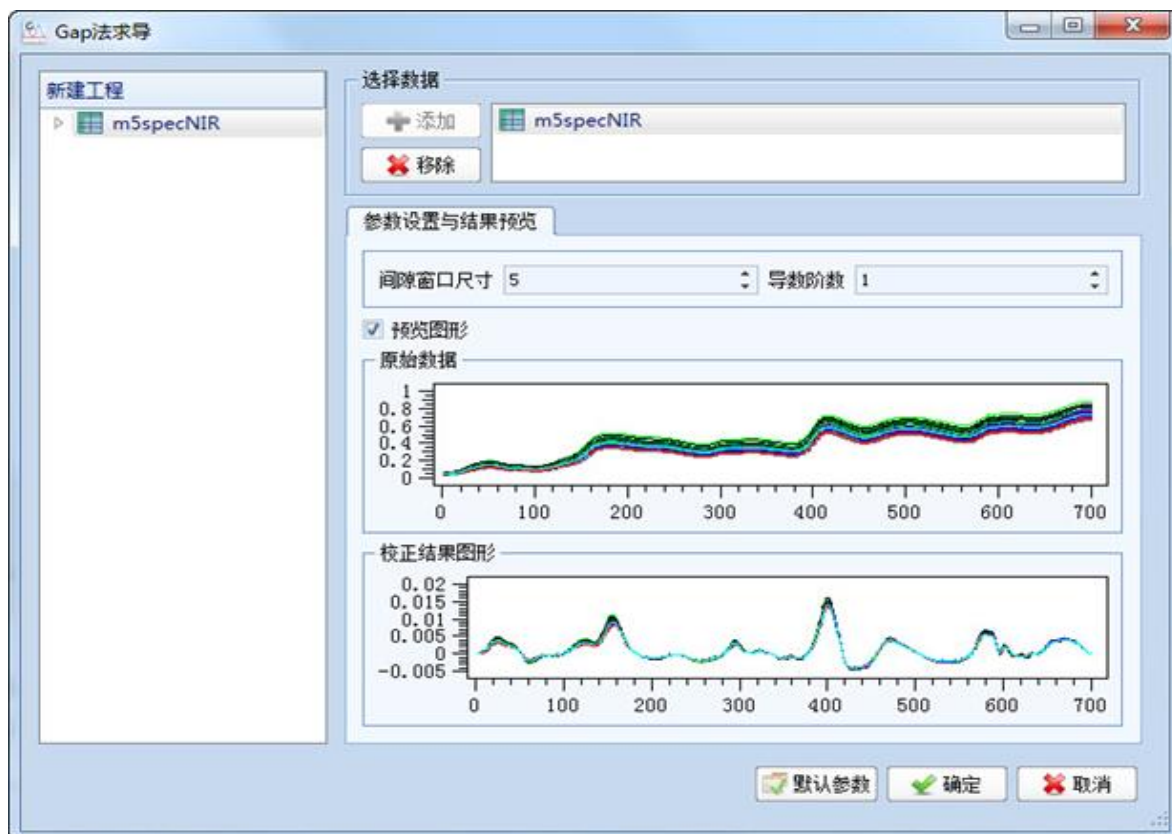 Gap法求导
新建工程
m5specNIR
选择数据
添加
m5specNIR
移除
参数设置与结果预览
间隙窗口尺寸 5 导数阶数 1
预览图形
原始数据
1
0.8
0.6
0.4
0.2
0
0 100 200 300 400 500 600 700
校正结果图形
0.02
0.015
0.01
0.005
0
-0.005
0 100 200 300 400 500 600 700
默认参数 确定 取消